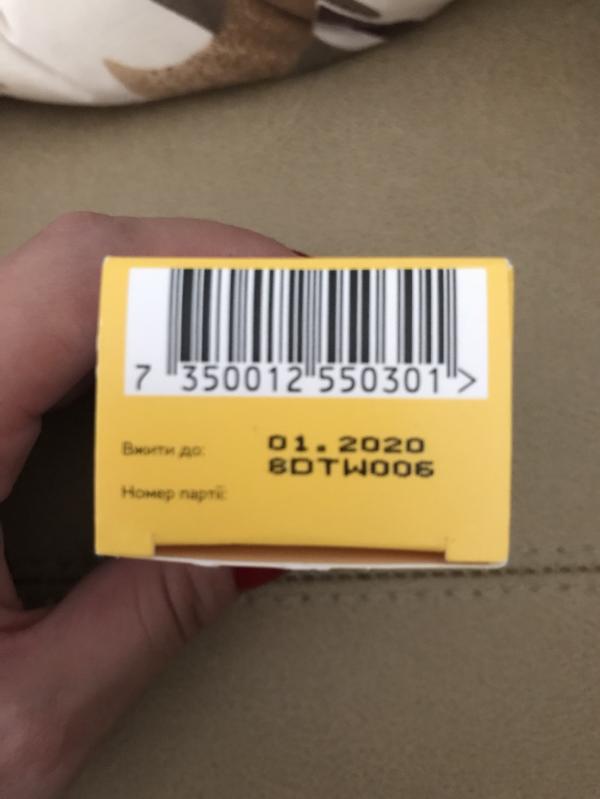 7 350012 550301 >
Вжити до: 01.2020
8DTW006
Номер партії: